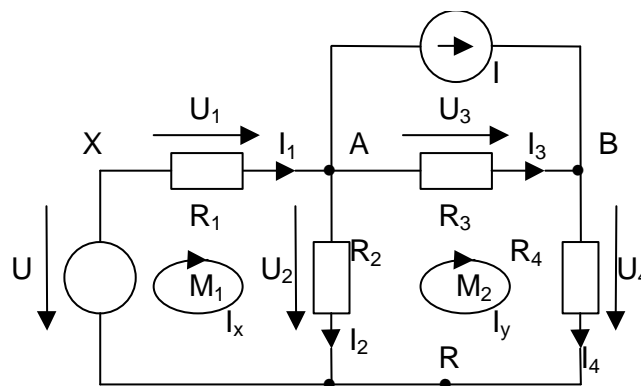 I
U₁ U₃
X I₁ A I₃ B
R₁ R₃
U M₁ U₂ R₂ M₂ R₄ U₄
Iₓ I₂ Iᵧ I₄
R